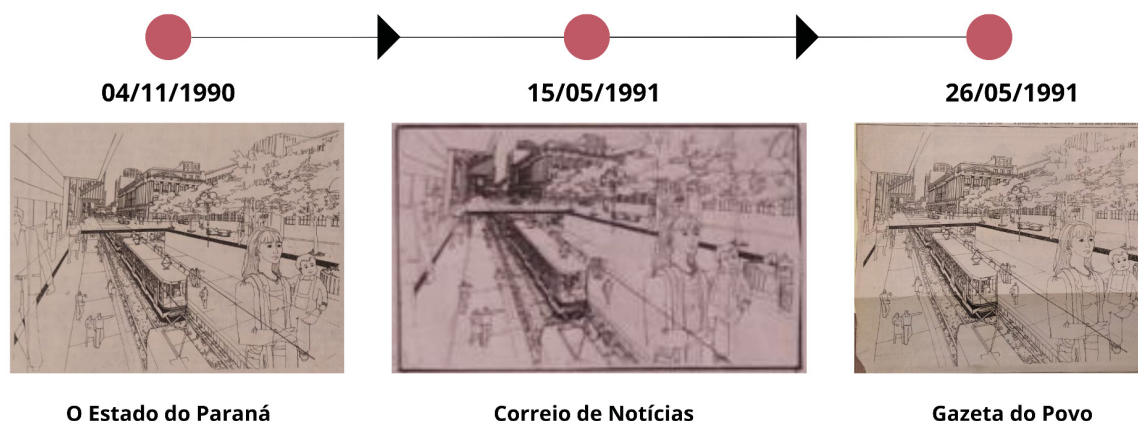 04/11/1990
15/05/1991
26/05/1991
O Estado do Paraná
Correio de Notícias
Gazeta do Povo